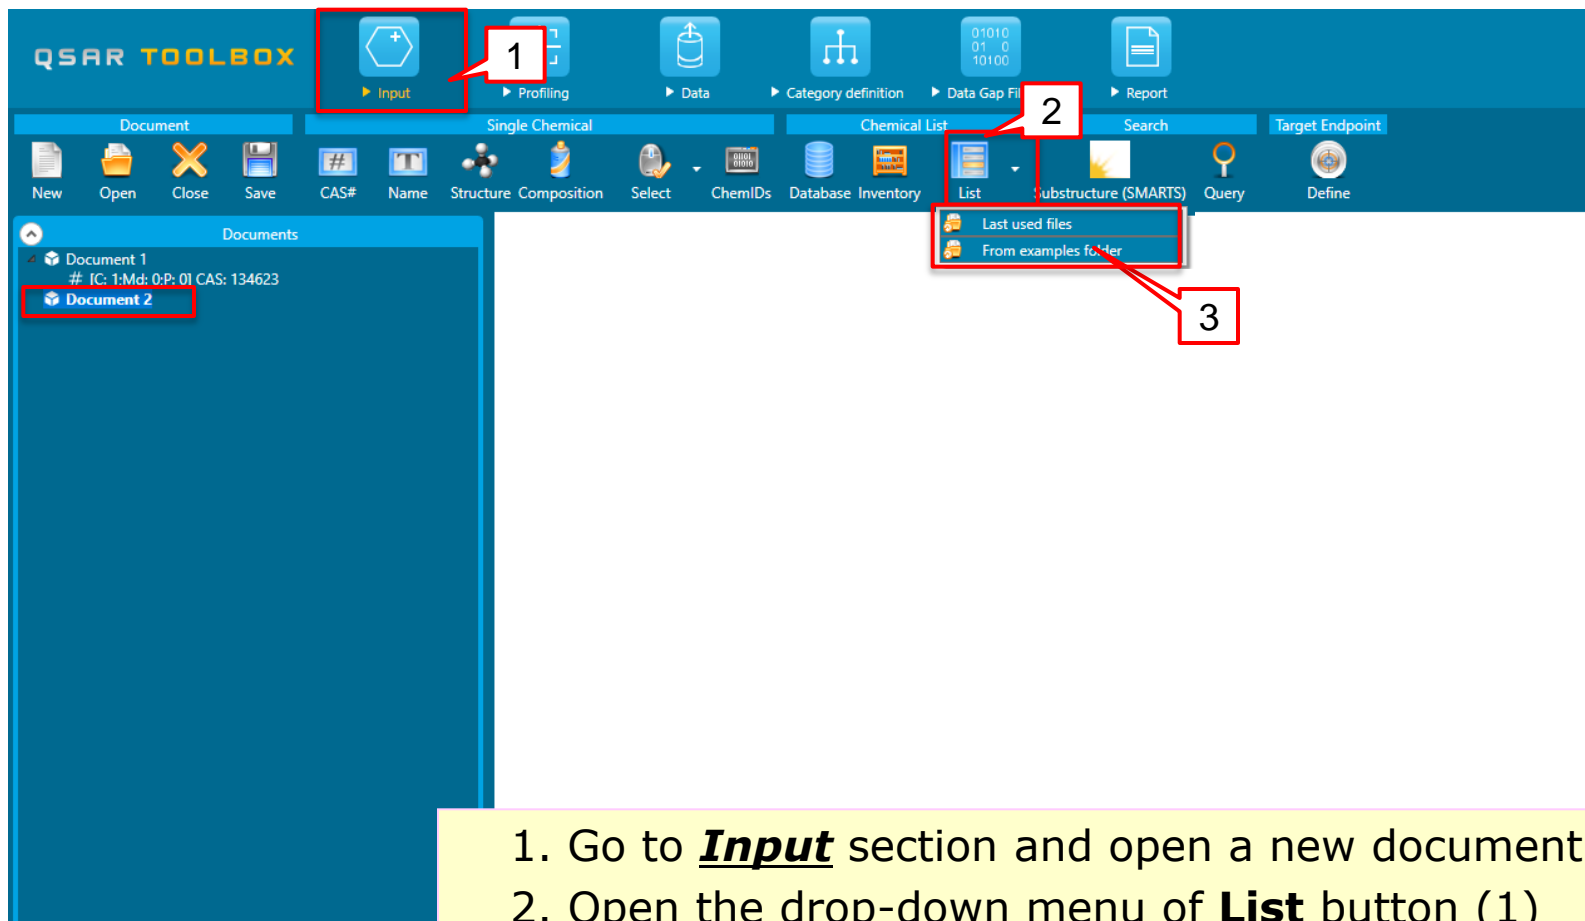 QSAR TOOLBOX
Input
Profiling
Data
Category definition
Data Gap Fi
Report
1
2
Document
Single Chemical
Chemical List
Search
Target Endpoint
New
Open
Close
Save
CAS#
Name
Structure
Composition
Select
ChemIDs
Database
Inventory
List
Substructure (SMARTS)
Query
Define
01010
01 0
10100
Documents
Last used files
From examples folder
Document 1
# [C: 1:Md: 0:P: 0] CAS: 134623
Document 2
3
1. Go to Input section and open a new document
2. Open the drop-down menu of List button (1)